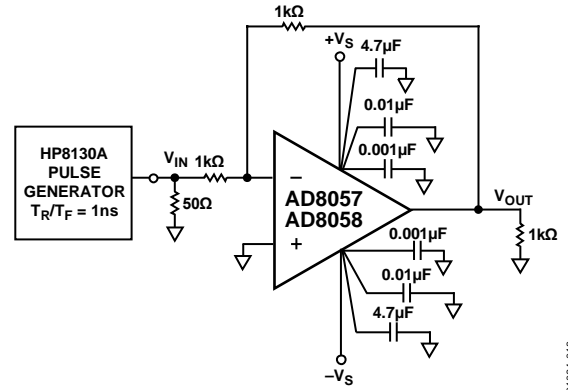 1kΩ
+VS
4.7µF
0.01µF
0.001µF
HP8130A
PULSE
GENERATOR
TR/TF = 1ns
VIN
1kΩ
50Ω
−
+
AD8057
AD8058
VOUT
1kΩ
0.001µF
0.01µF
4.7µF
–VS